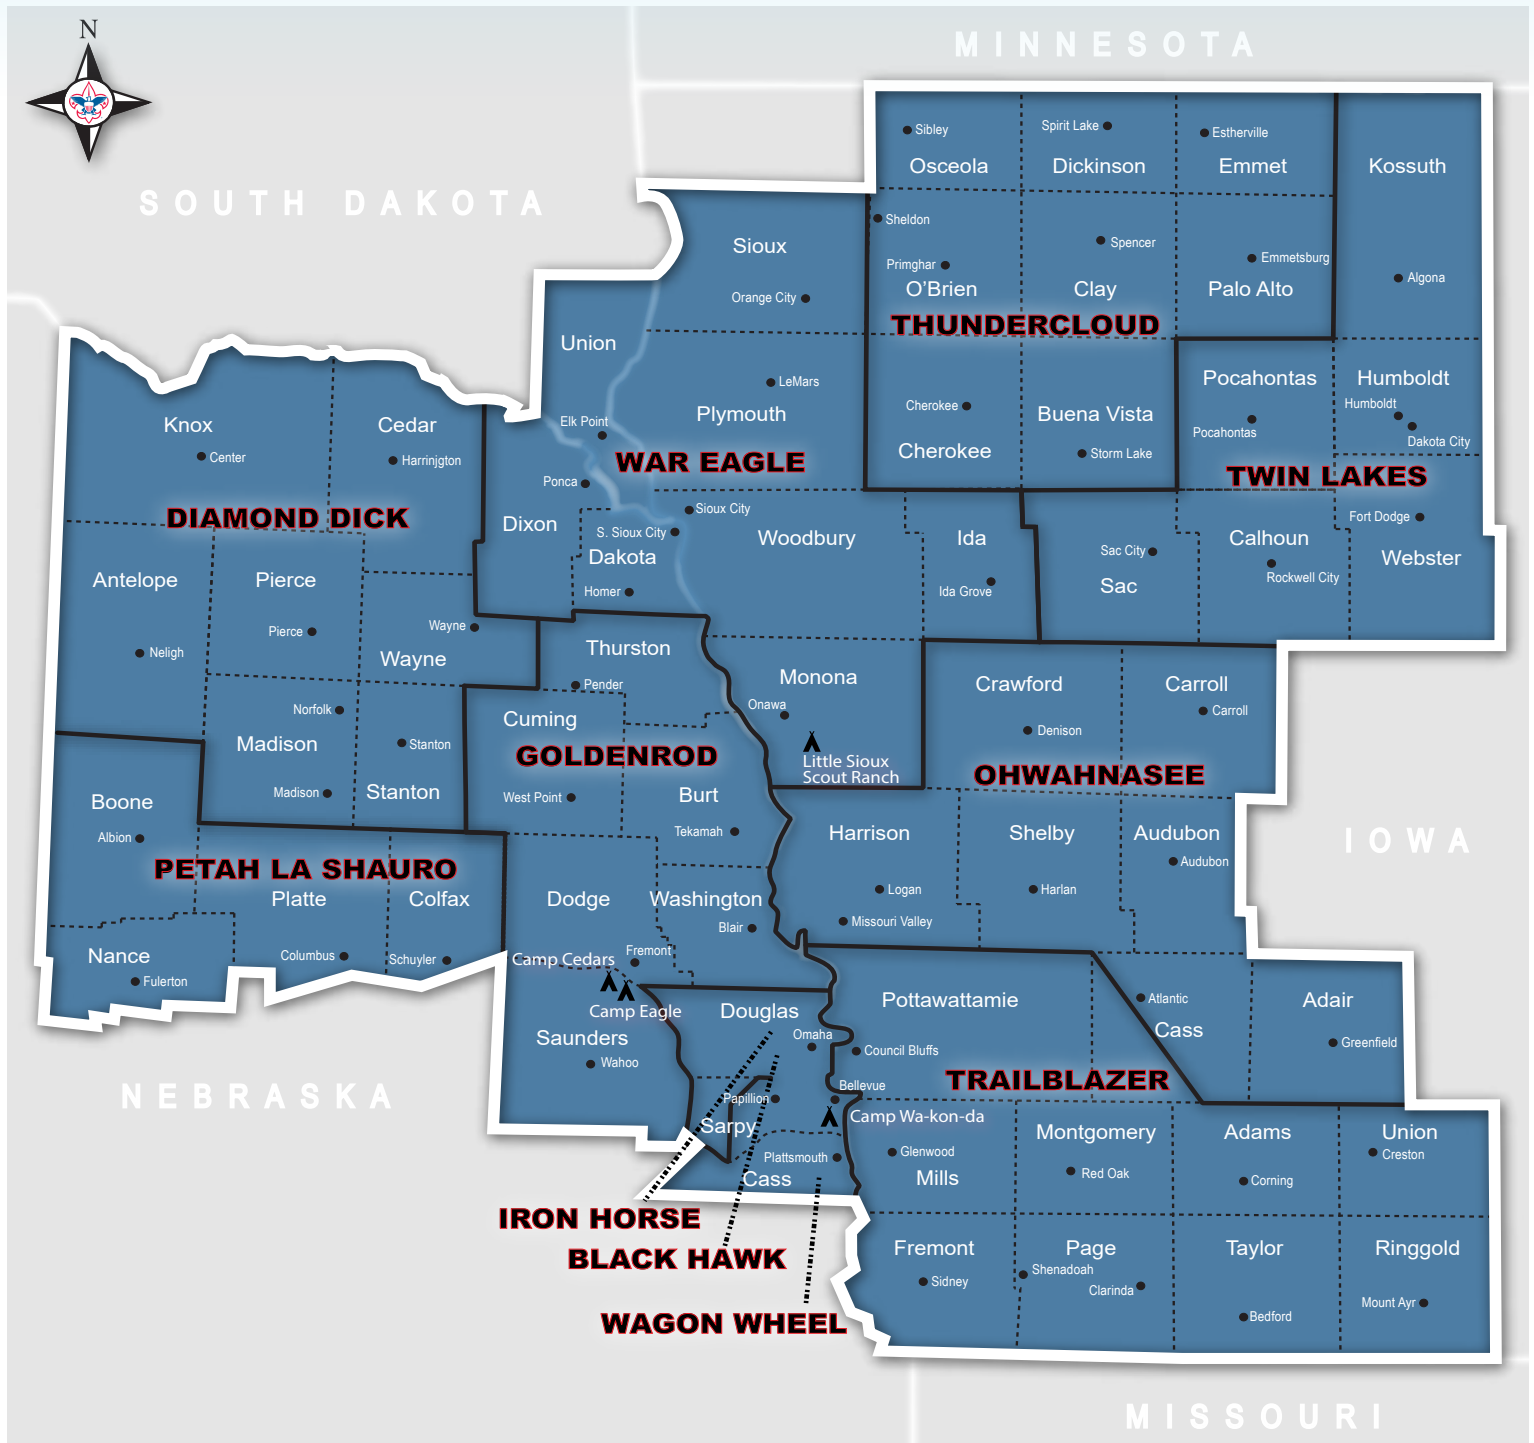 N
MINNESOTA
SOUTH DAKOTA
Sibley
Spirit Lake
Estherville
Osceola
Dickinson
Emmet
Kossuth
Sheldon
Sioux
Spencer
Primghar
Emmetsburg
Algona
O'Brien
Clay
Palo Alto
Orange City
THUNDERCLOUD
Union
LeMars
Pocahontas
Humboldt
Humboldt
Cherokee
Plymouth
Buena Vista
Pocahontas
Dakota City
Knox
Cedar
Elk Point
Cherokee
Storm Lake
Center
Harrinjgton
WAR EAGLE
TWIN LAKES
Ponca
DIAMOND DICK
Sioux City
Fort Dodge
Dixon
S. Sioux City
Woodbury
Ida
Calhoun
Dakota
Sac City
Webster
Antelope
Pierce
Homer
Ida Grove
Sac
Rockwell City
Pierce
Wayne
Neligh
Wayne
Thurston
Pender
Monona
Crawford
Carroll
Norfolk
Onawa
Carroll
Cuming
Denison
Madison
Stanton
GOLDENROD
Little Sioux
Scout Ranch
OHWAHNASEE
Madison
Stanton
West Point
Burt
Boone
Tekamah
Harrison
Shelby
Audubon
IOWA
Albion
Audubon
PETAH LA SHAURO
Platte
Colfax
Dodge
Washington
Logan
Harlan
Blair
Missouri Valley
Nance
Columbus
Schuyler
Camp Cedars
Fremont
Fulerton
Camp Eagle
Douglas
Pottawattamie
Atlantic
Adair
Saunders
Omaha
Cass
Wahoo
Council Bluffs
Greenfield
NEBRASKA
Bellevue
TRAILBLAZER
Papillion
Camp Wa-kon-da
Sarpy
Montgomery
Adams
Union
Plattsmouth
Glenwood
Creston
Cass
Mills
Red Oak
Corning
IRON HORSE
BLACK HAWK
Fremont
Page
Taylor
Ringgold
Sidney
Shenadoah
Clarinda
Mount Ayr
WAGON WHEEL
Bedford
MISSOURI